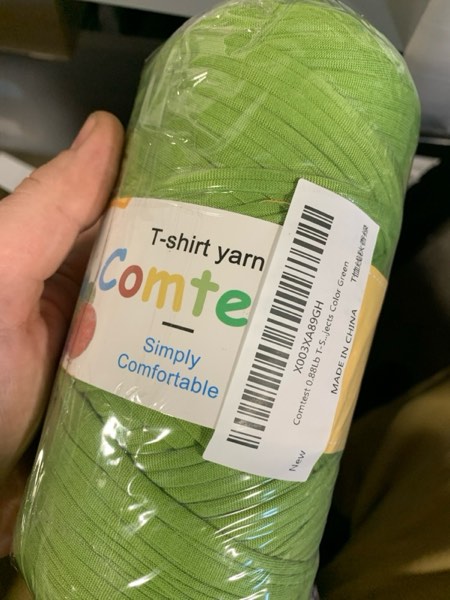 T-shirt yarn
Comte
Simply
Comfortable
X003XA89GH
Comtest 0.88Lb T-S...jects Color Green
New
MADE IN CHINA